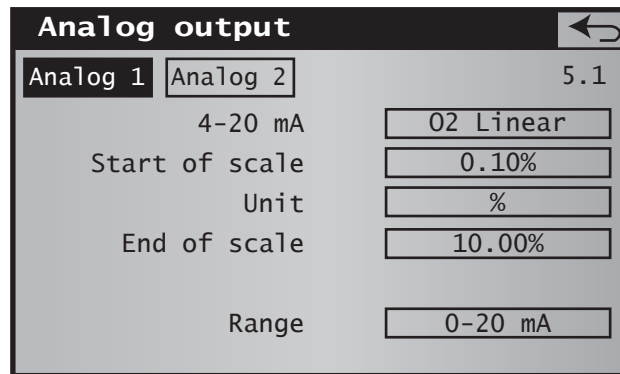 Analog output
Analog 1 Analog 2 5.1
4-20 mA O2 Linear
Start of scale 0.10%
Unit %
End of scale 10.00%
Range 0-20 mA